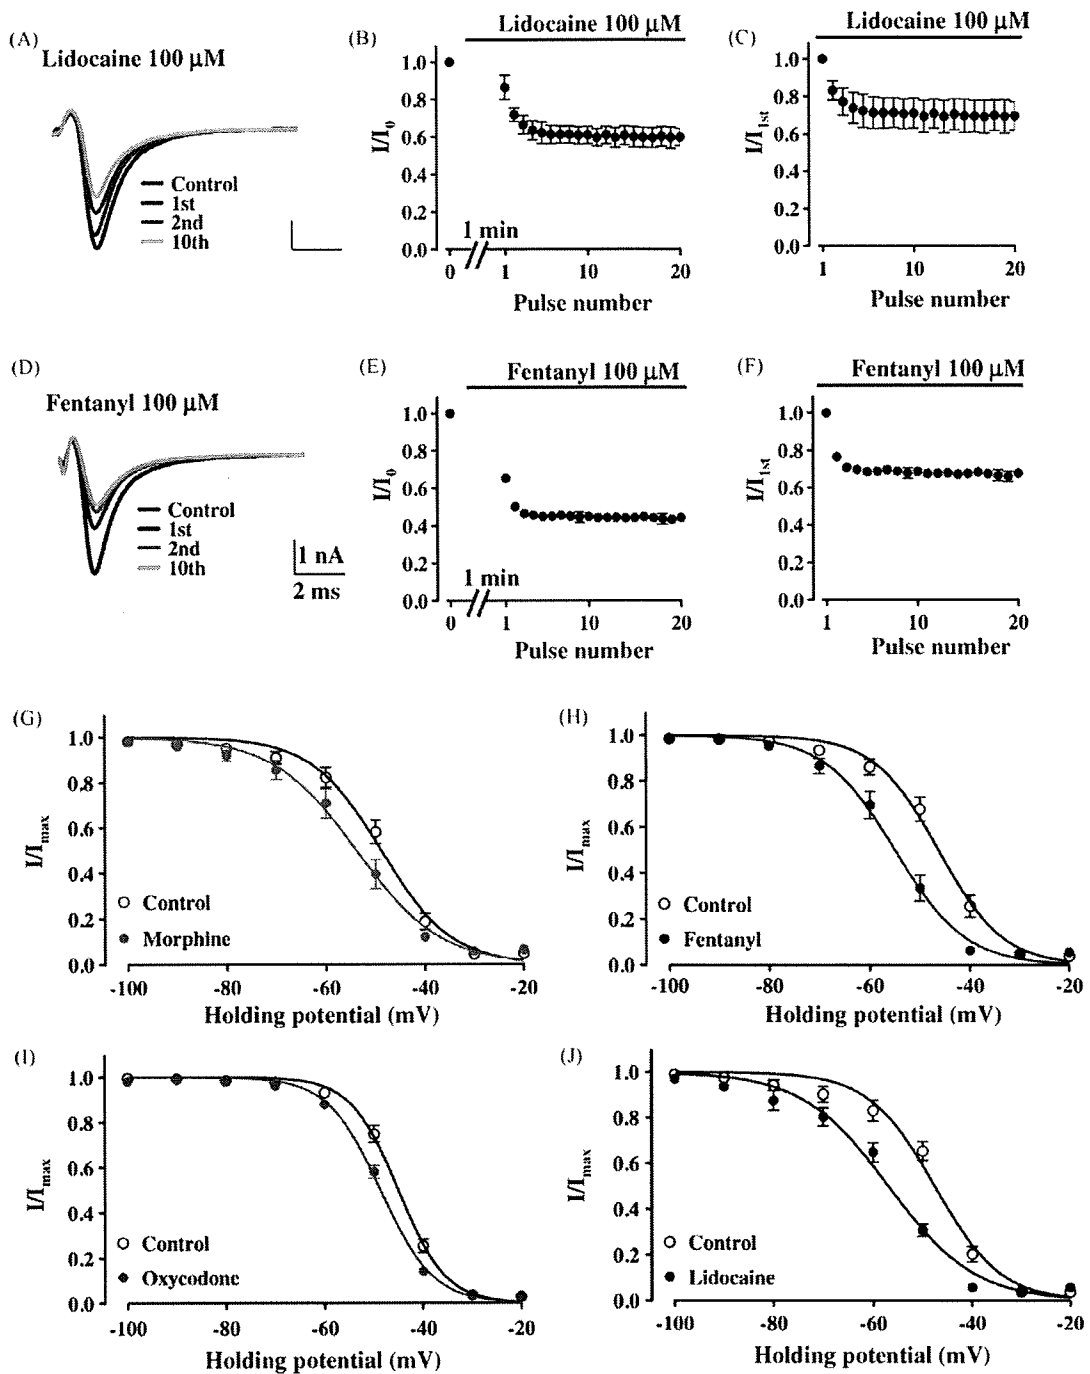 (A)
Lidocaine 100 μM
Control
1st
2nd
10th
(B)
Lidocaine 100 μM
I/I0
1.0
0.8
0.6
0.4
0.2
0.0
1 min
0
1
10
20
Pulse number
(C)
Lidocaine 100 μM
I/I1st
1.0
0.8
0.6
0.4
0.2
0.0
1
10
20
Pulse number
(D)
Fentanyl 100 μM
Control
1st
2nd
10th
1 nA
2 ms
(E)
Fentanyl 100 μM
I/I0
1.0
0.8
0.6
0.4
0.2
0.0
1 min
0
1
10
20
Pulse number
(F)
Fentanyl 100 μM
I/I1st
1.0
0.8
0.6
0.4
0.2
0.0
1
10
20
Pulse number
(G)
I/Imax
1.0
0.8
0.6
0.4
0.2
0.0
Control
Morphine
-100
-80
-60
-40
-20
Holding potential (mV)
(H)
I/Imax
1.0
0.8
0.6
0.4
0.2
0.0
Control
Fentanyl
-100
-80
-60
-40
-20
Holding potential (mV)
(I)
I/Imax
1.0
0.8
0.6
0.4
0.2
0.0
Control
Oxycodone
-100
-80
-60
-40
-20
Holding potential (mV)
(J)
I/Imax
1.0
0.8
0.6
0.4
0.2
0.0
Control
Lidocaine
-100
-80
-60
-40
-20
Holding potential (mV)